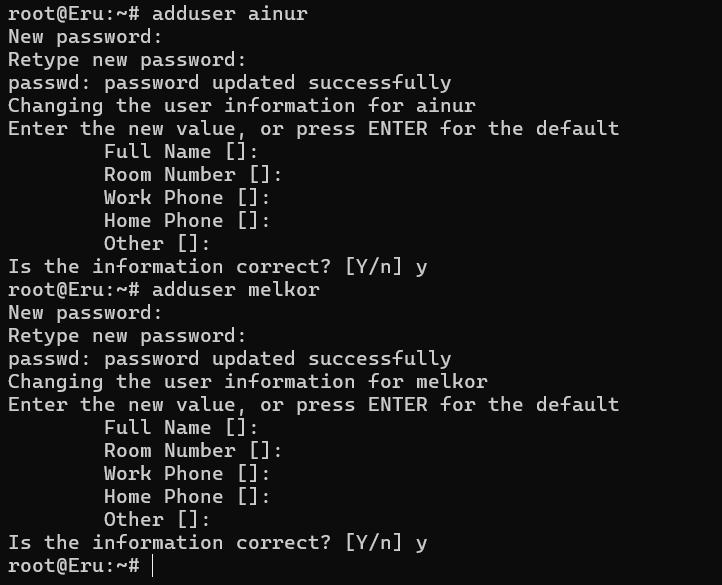 root@Eru:~# adduser ainur
New password:
Retype new password:
passwd: password updated successfully
Changing the user information for ainur
Enter the new value, or press ENTER for the default
        Full Name []:
        Room Number []:
        Work Phone []:
        Home Phone []:
        Other []:
Is the information correct? [Y/n] y
root@Eru:~# adduser melkor
New password:
Retype new password:
passwd: password updated successfully
Changing the user information for melkor
Enter the new value, or press ENTER for the default
        Full Name []:
        Room Number []:
        Work Phone []:
        Home Phone []:
        Other []:
Is the information correct? [Y/n] y
root@Eru:~#